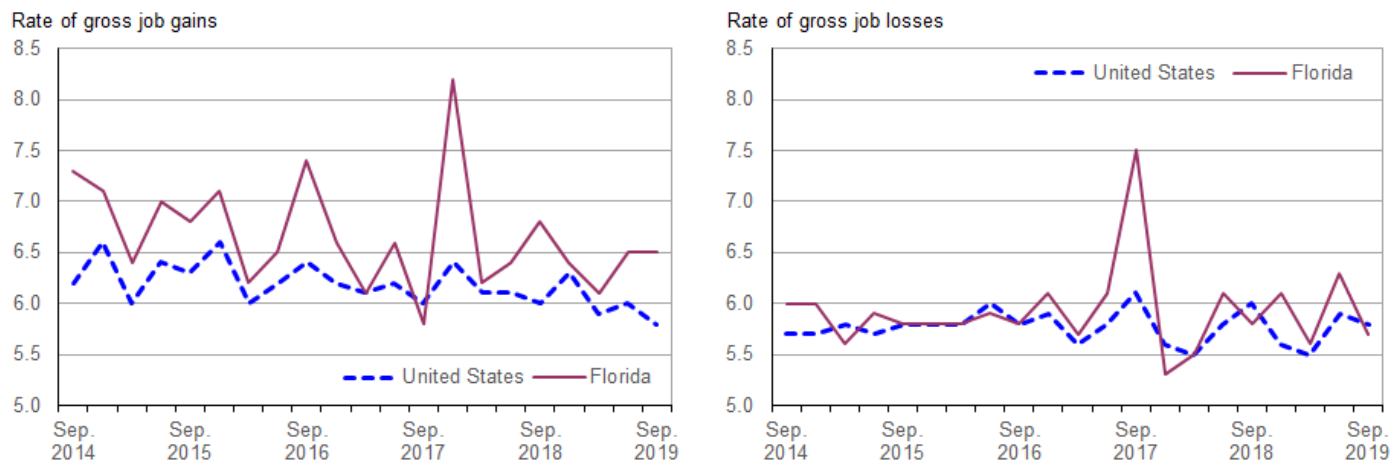 Rate of gross job gains
8.5
8.0
7.5
7.0
6.5
6.0
5.5
5.0
United States
Florida
Sep. 2014
Sep. 2015
Sep. 2016
Sep. 2017
Sep. 2018
Sep. 2019
Rate of gross job losses
8.5
8.0
7.5
7.0
6.5
6.0
5.5
5.0
United States
Florida
Sep. 2014
Sep. 2015
Sep. 2016
Sep. 2017
Sep. 2018
Sep. 2019